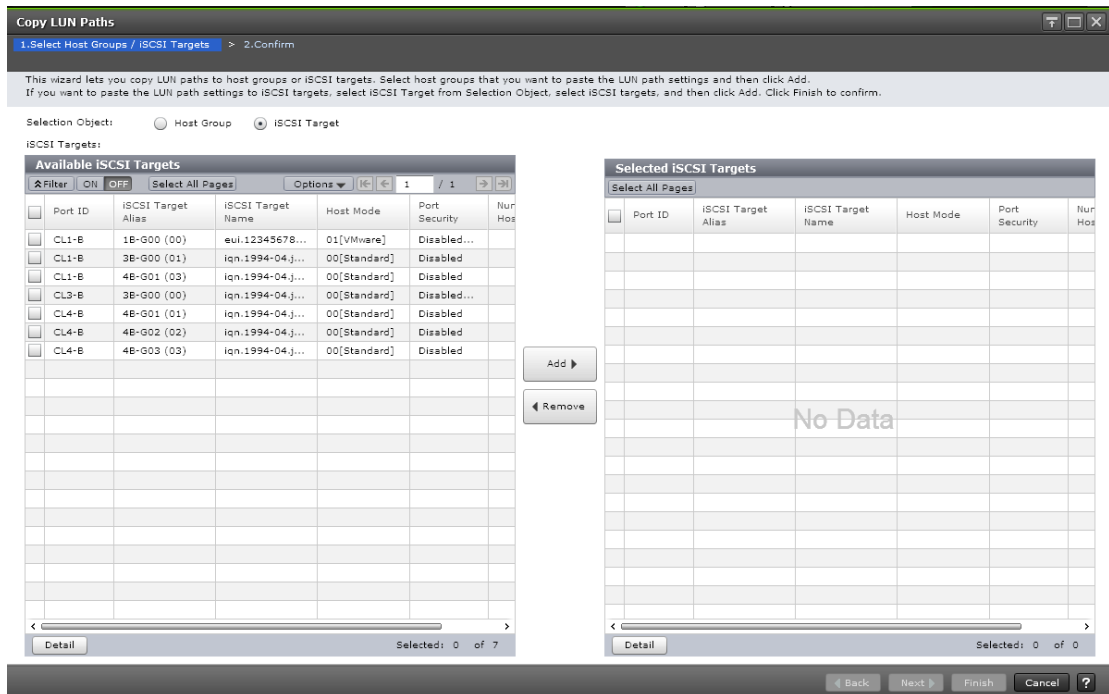 Copy LUN Paths
1.Select Host Groups / iSCSI Targets > 2.Confirm
This wizard lets you copy LUN paths to host groups or iSCSI targets. Select host groups that you want to paste the LUN path settings and then click Add.
If you want to paste the LUN path settings to iSCSI targets, select iSCSI Target from Selection Object, select iSCSI targets, and then click Add. Click Finish to confirm.
Selection Object: Host Group iSCSI Target
iSCSI Targets:
Available iSCSI Targets
Filter ON OFF Select All Pages Options 1 / 1
Port ID iSCSI Target Alias iSCSI Target Name Host Mode Port Security Nur Hos
CL1-B 1B-G00 (00) eui.12345678... 01[VMware] Disabled...
CL1-B 3B-G00 (01) iqn.1994-04.j... 00[Standard] Disabled
CL1-B 4B-G01 (03) iqn.1994-04.j... 00[Standard] Disabled
CL3-B 3B-G00 (00) iqn.1994-04.j... 00[Standard] Disabled...
CL4-B 4B-G01 (01) iqn.1994-04.j... 00[Standard] Disabled
CL4-B 4B-G02 (02) iqn.1994-04.j... 00[Standard] Disabled
CL4-B 4B-G03 (03) iqn.1994-04.j... 00[Standard] Disabled
Detail Selected: 0 of 7
Add
Remove
Selected iSCSI Targets
Select All Pages
Port ID iSCSI Target Alias iSCSI Target Name Host Mode Port Security Nur Hos
No Data
Detail Selected: 0 of 0
Back Next Finish Cancel ?